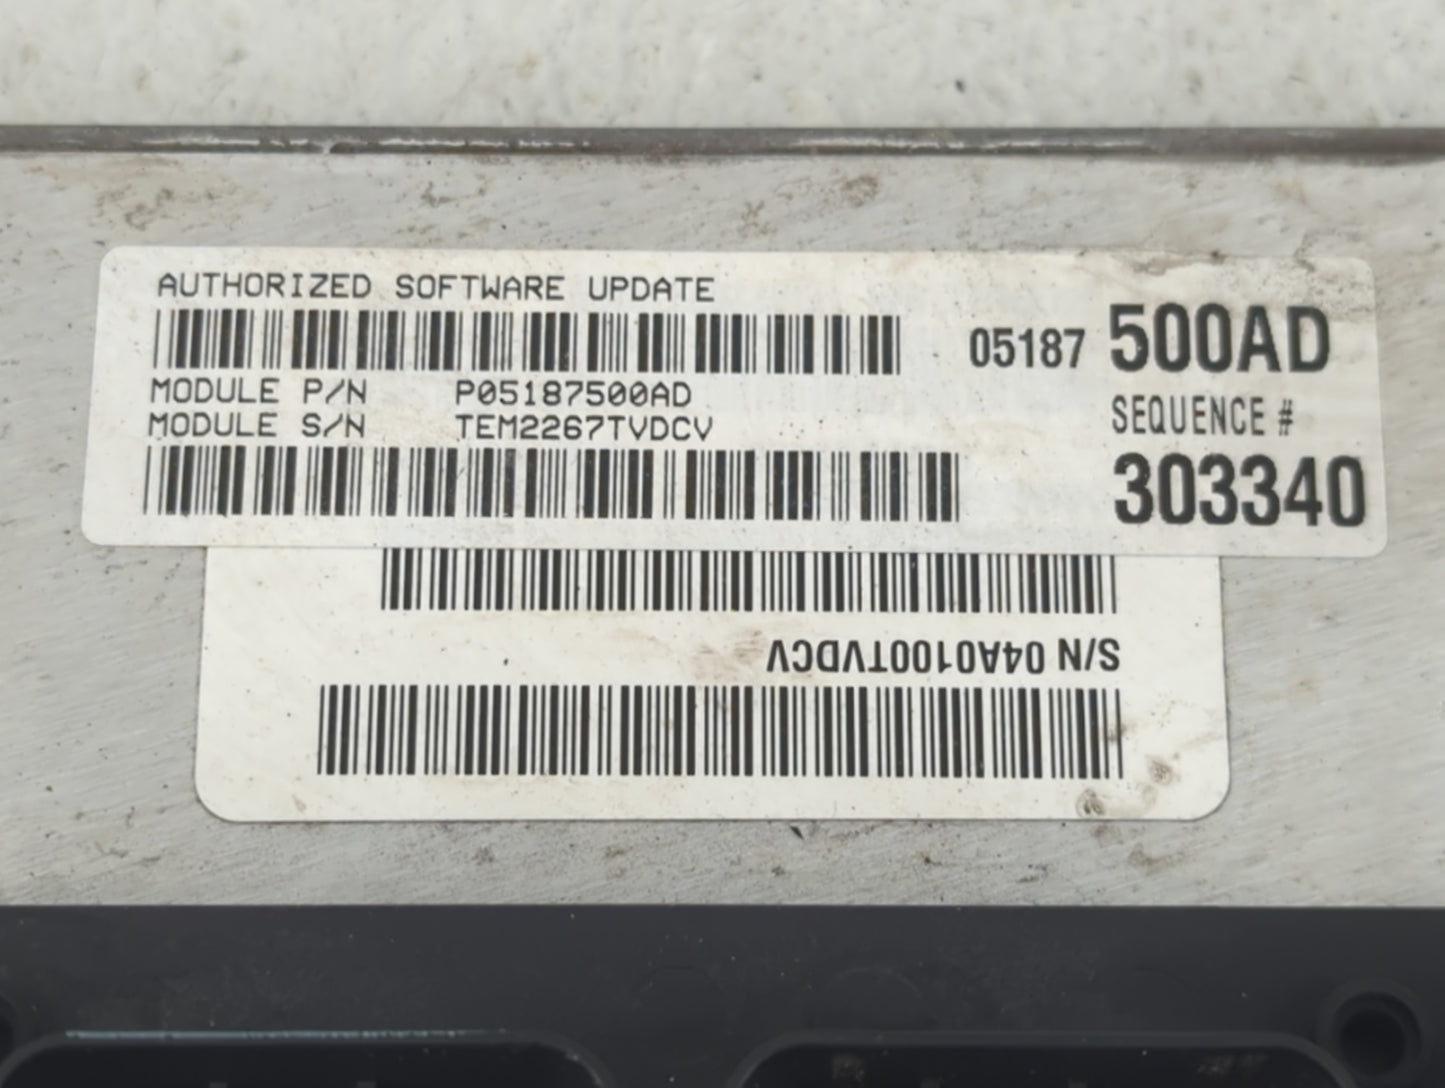 AUTHORIZED SOFTWARE UPDATE
05187 500AD
MODULE P/N P05187500AD
MODULE S/N TEM2267TVDCV
SEQUENCE #
303340
S/N 04A0100TVDCV